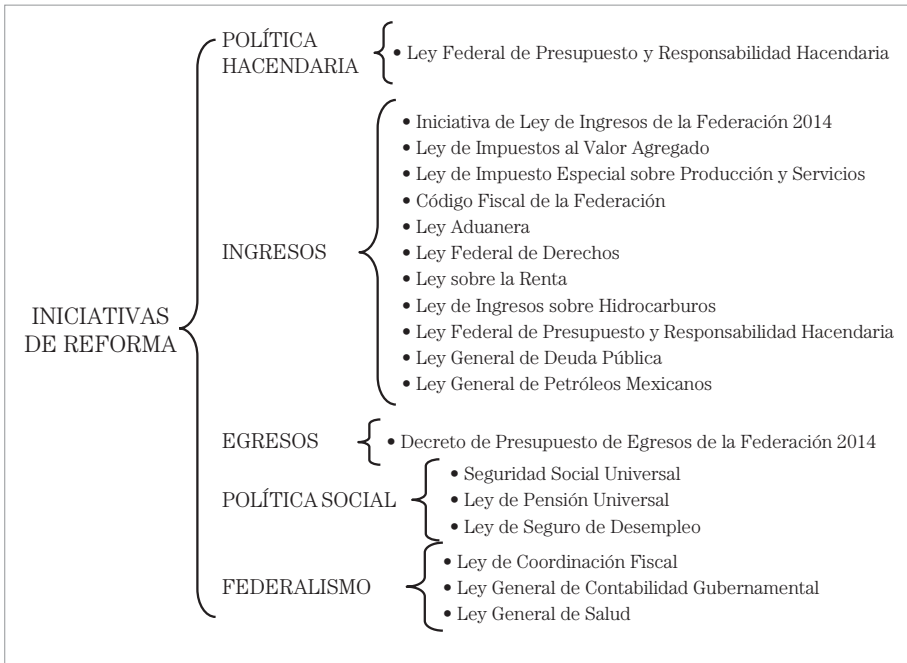 INICIATIVAS
DE REFORMA
POLÍTICA
HACENDARIA
• Ley Federal de Presupuesto y Responsabilidad Hacendaria
INGRESOS
• Iniciativa de Ley de Ingresos de la Federación 2014
• Ley de Impuestos al Valor Agregado
• Ley de Impuesto Especial sobre Producción y Servicios
• Código Fiscal de la Federación
• Ley Aduanera
• Ley Federal de Derechos
• Ley sobre la Renta
• Ley de Ingresos sobre Hidrocarburos
• Ley Federal de Presupuesto y Responsabilidad Hacendaria
• Ley General de Deuda Pública
• Ley General de Petróleos Mexicanos
EGRESOS
• Decreto de Presupuesto de Egresos de la Federación 2014
POLÍTICA SOCIAL
• Seguridad Social Universal
• Ley de Pensión Universal
• Ley de Seguro de Desempleo
FEDERALISMO
• Ley de Coordinación Fiscal
• Ley General de Contabilidad Gubernamental
• Ley General de Salud